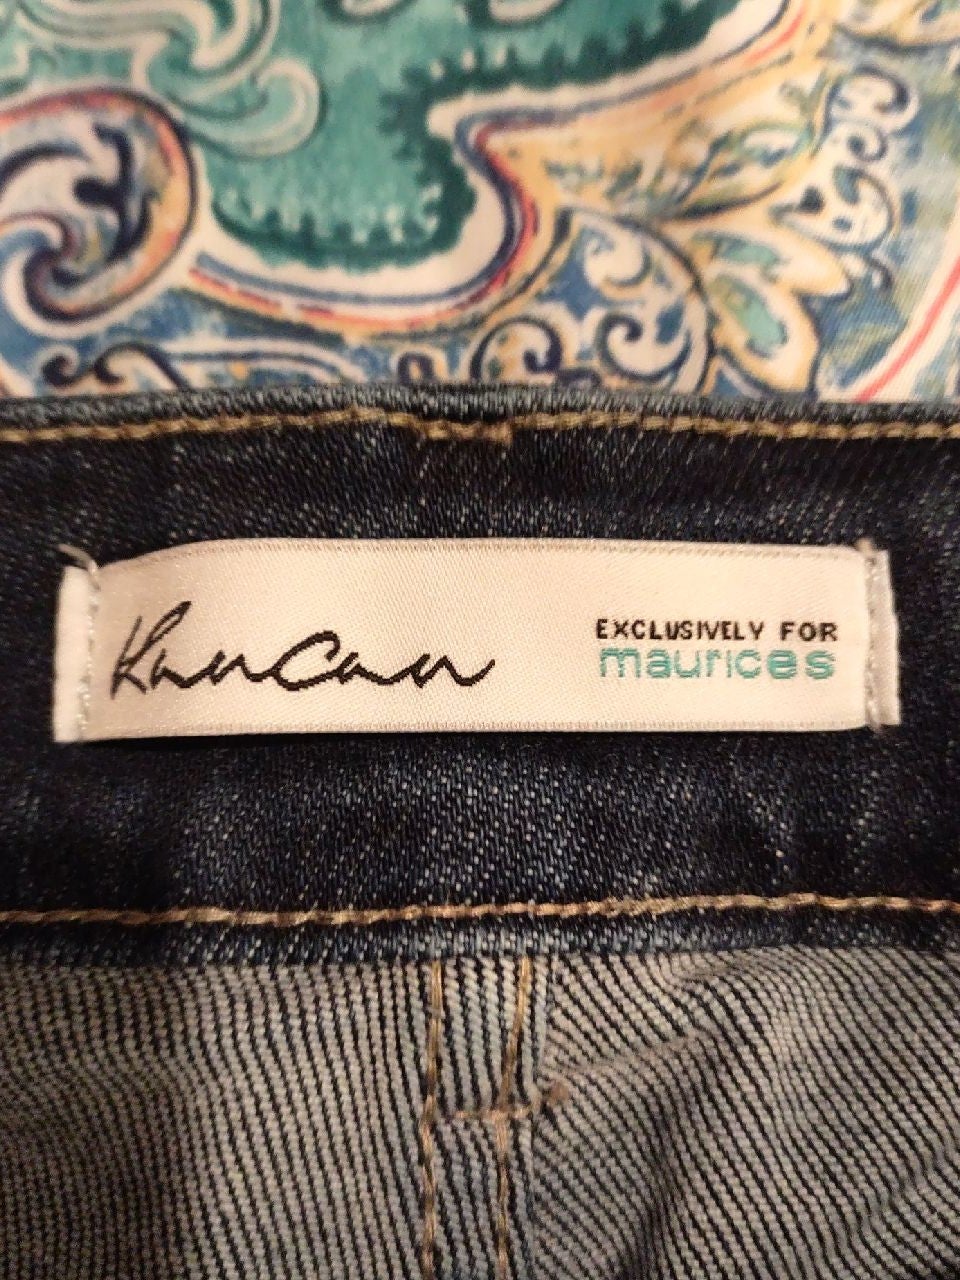 KanCan
EXCLUSIVELY FOR
maurices